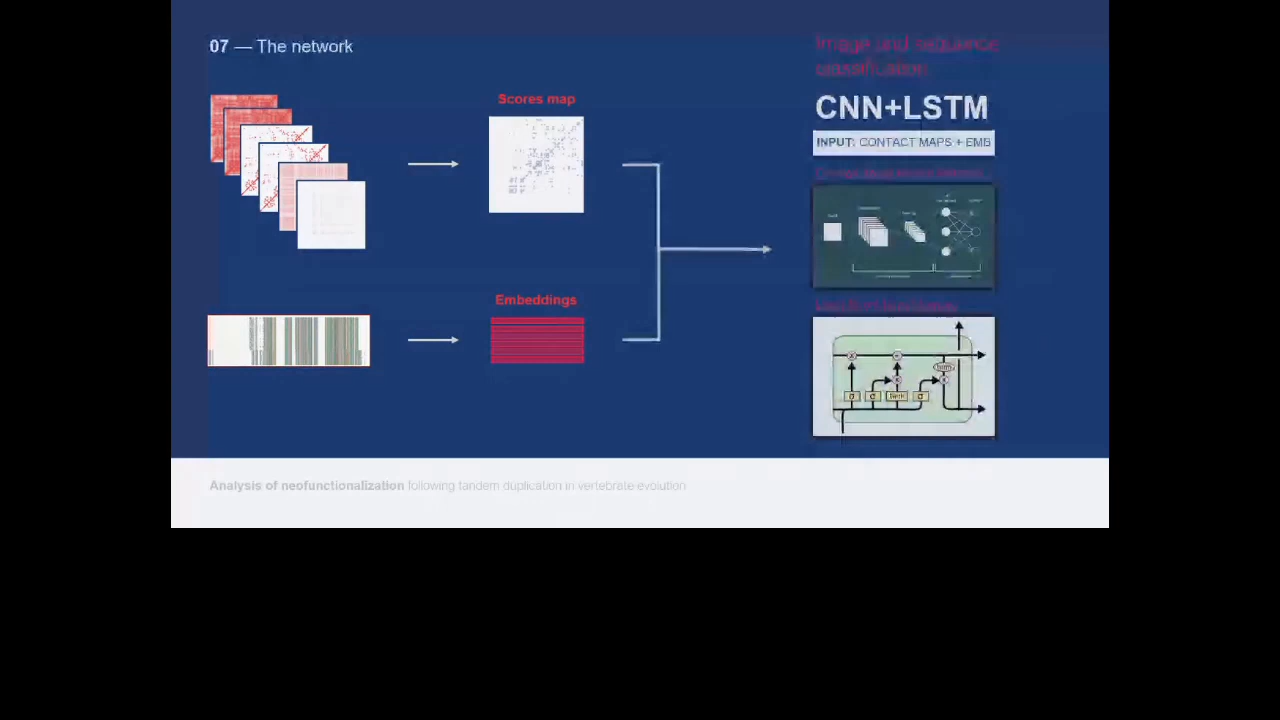 07 — The network
Scores map
Embeddings
Image and sequence
classification
CNN+LSTM
INPUT: CONTACT MAPS + EMB
Analysis of neofunctionalization following tandem duplication in vertebrate evolution